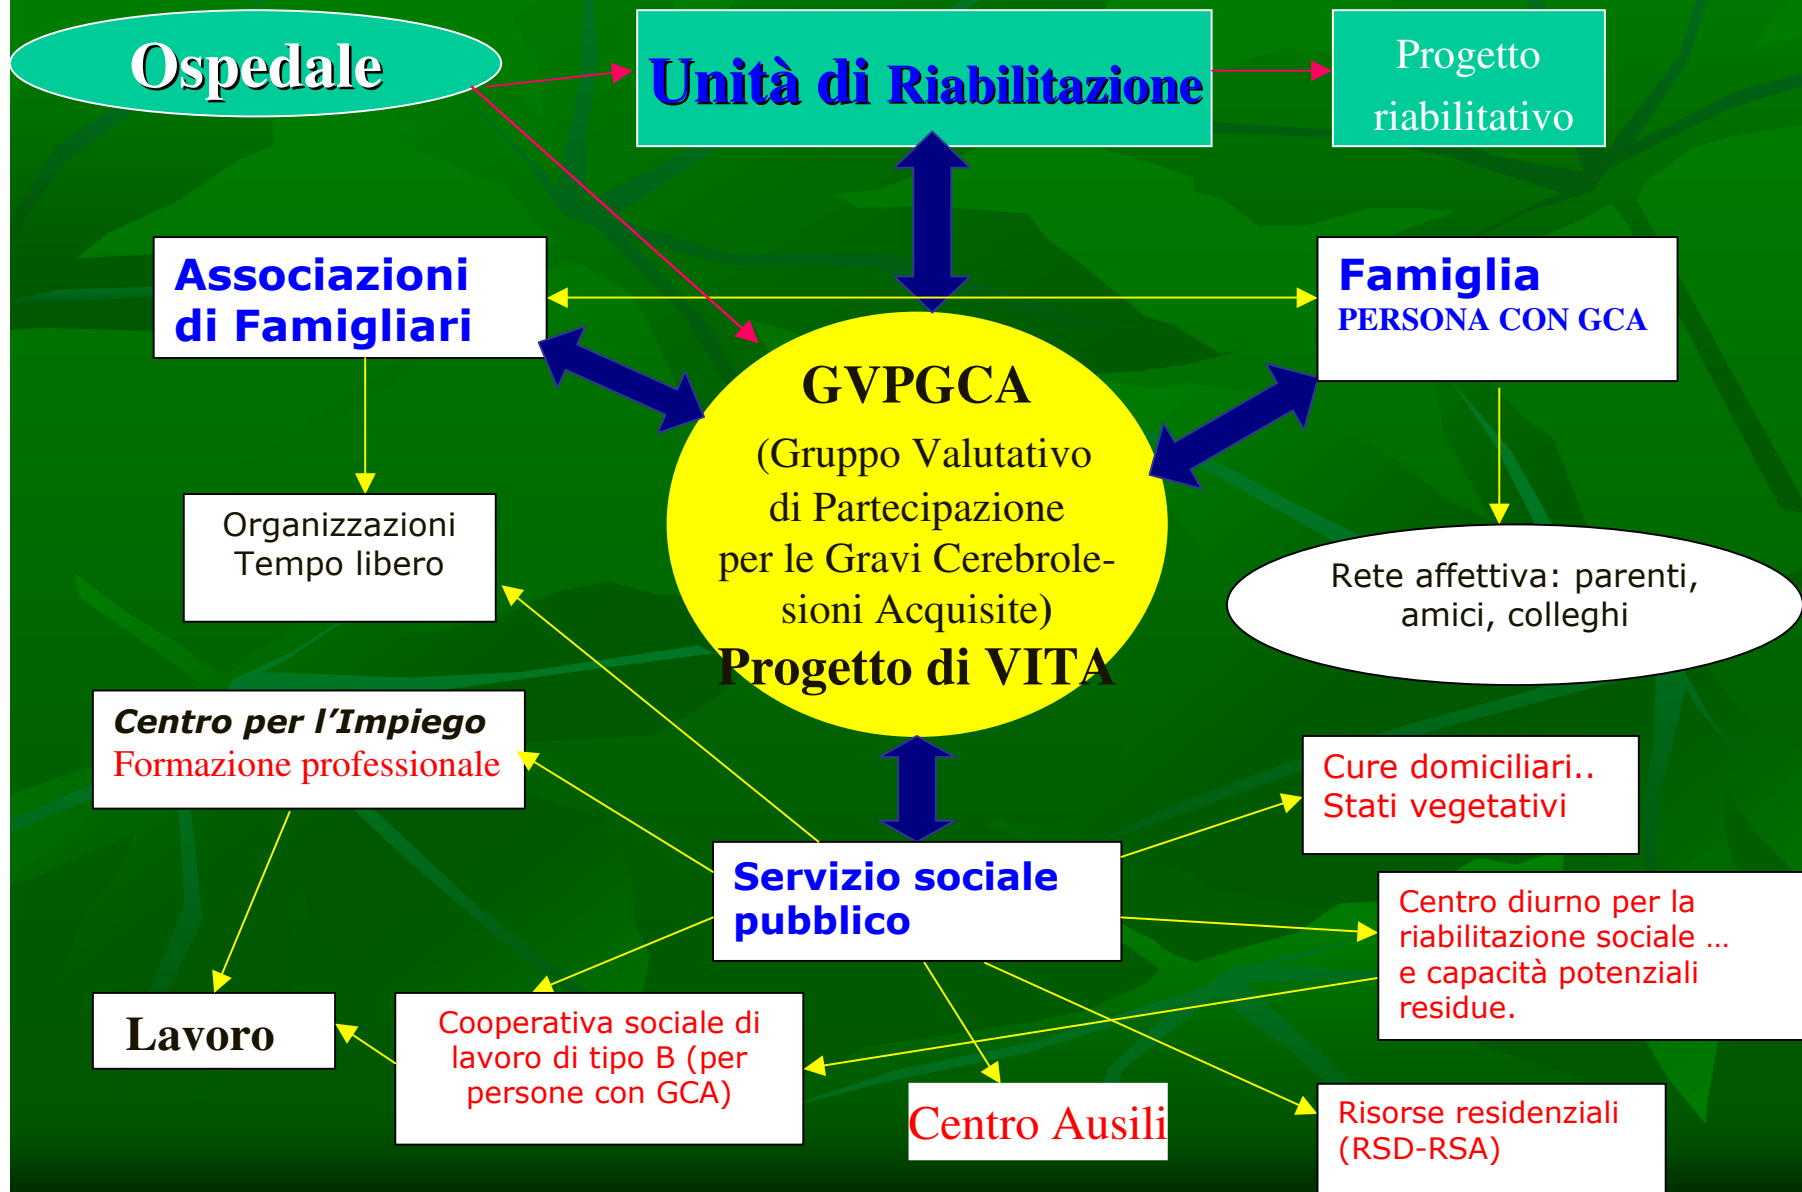 Ospedale
Unità di Riabilitazione
Progetto
riabilitativo
Associazioni
di Famigliari
Famiglia
PERSONA CON GCA
GVPGCA
(Gruppo Valutativo
di Partecipazione
per le Gravi Cerebrole-
sioni Acquisite)
Progetto di VITA
Organizzazioni
Tempo libero
Rete affettiva: parenti,
amici, colleghi
Centro per l’Impiego
Formazione professionale
Cure domiciliari..
Stati vegetativi
Servizio sociale
pubblico
Centro diurno per la
riabilitazione sociale …
e capacità potenziali
residue.
Lavoro
Cooperativa sociale di
lavoro di tipo B (per
persone con GCA)
Centro Ausili
Risorse residenziali
(RSD-RSA)